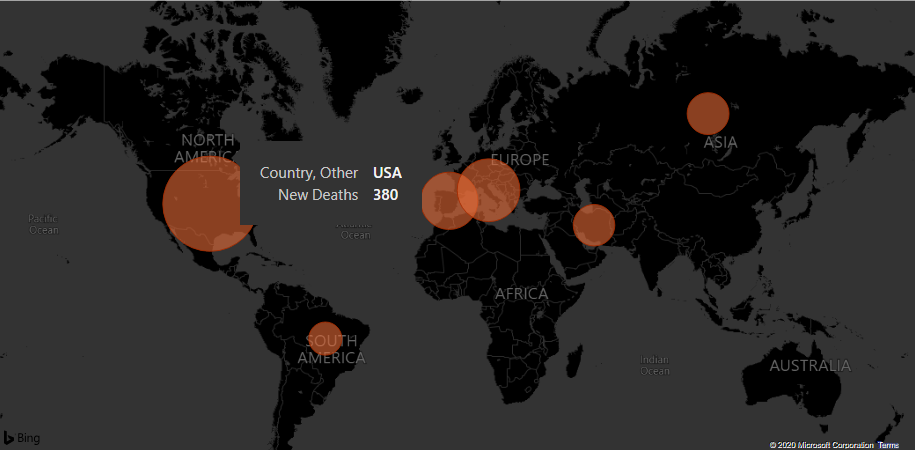 NORTH
AMERIC
ASIA
EUROPE
Country, Other USA
New Deaths 380
Pacific
Ocean
Ocean
AFRICA
SOUTH
AMERICA
Indian
Ocean
AUSTRALIA
Bing
© 2020 Microsoft Corporation Terms